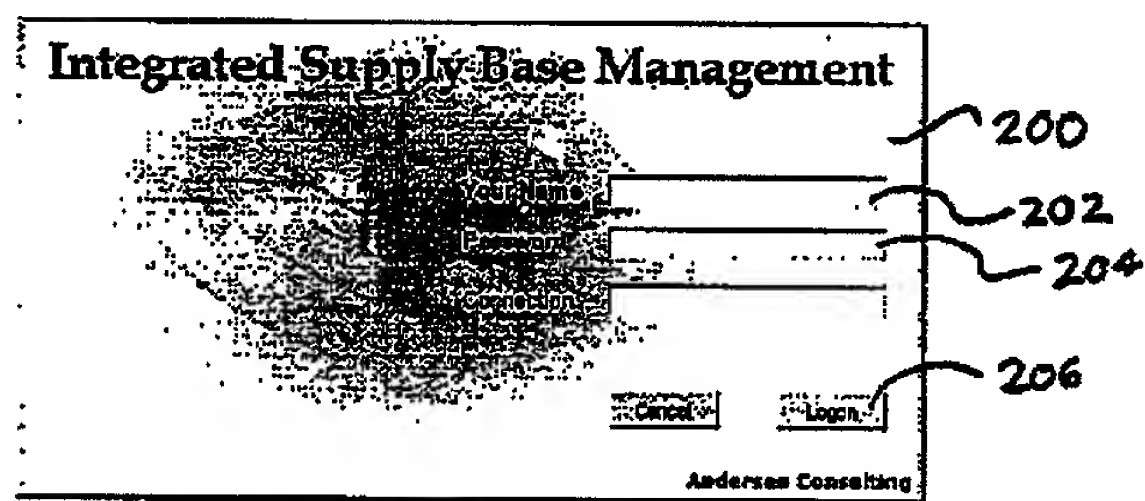 Integrated Supply Base Management
200
Your Name
202
Password
204
Connection
206
Cancel Logon
Andersen Consulting